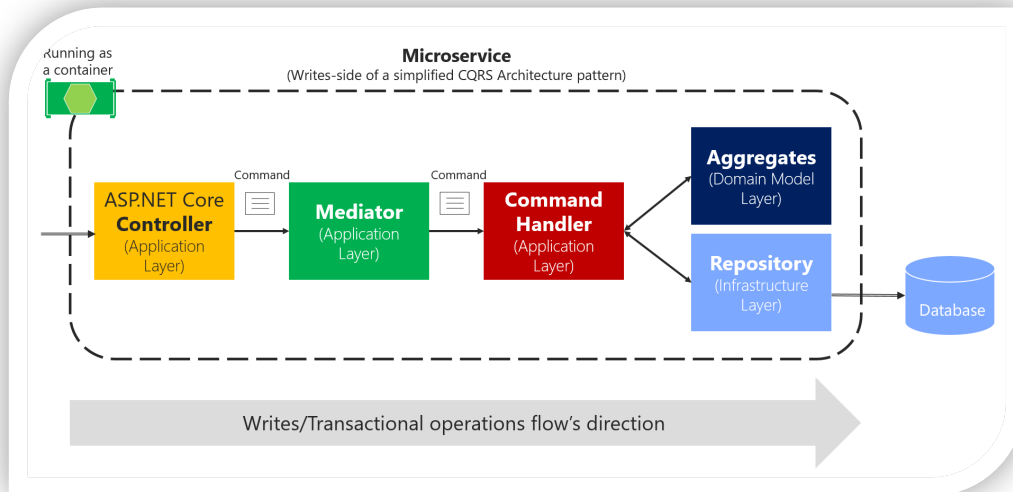 Running as
a container
Microservice
(Writes-side of a simplified CQRS Architecture pattern)
ASP.NET Core
Controller
(Application
Layer)
Command
Mediator
(Application
Layer)
Command
Command
Handler
(Application
Layer)
Aggregates
(Domain Model
Layer)
Repository
(Infrastructure
Layer)
Database
Writes/Transactional operations flow's direction